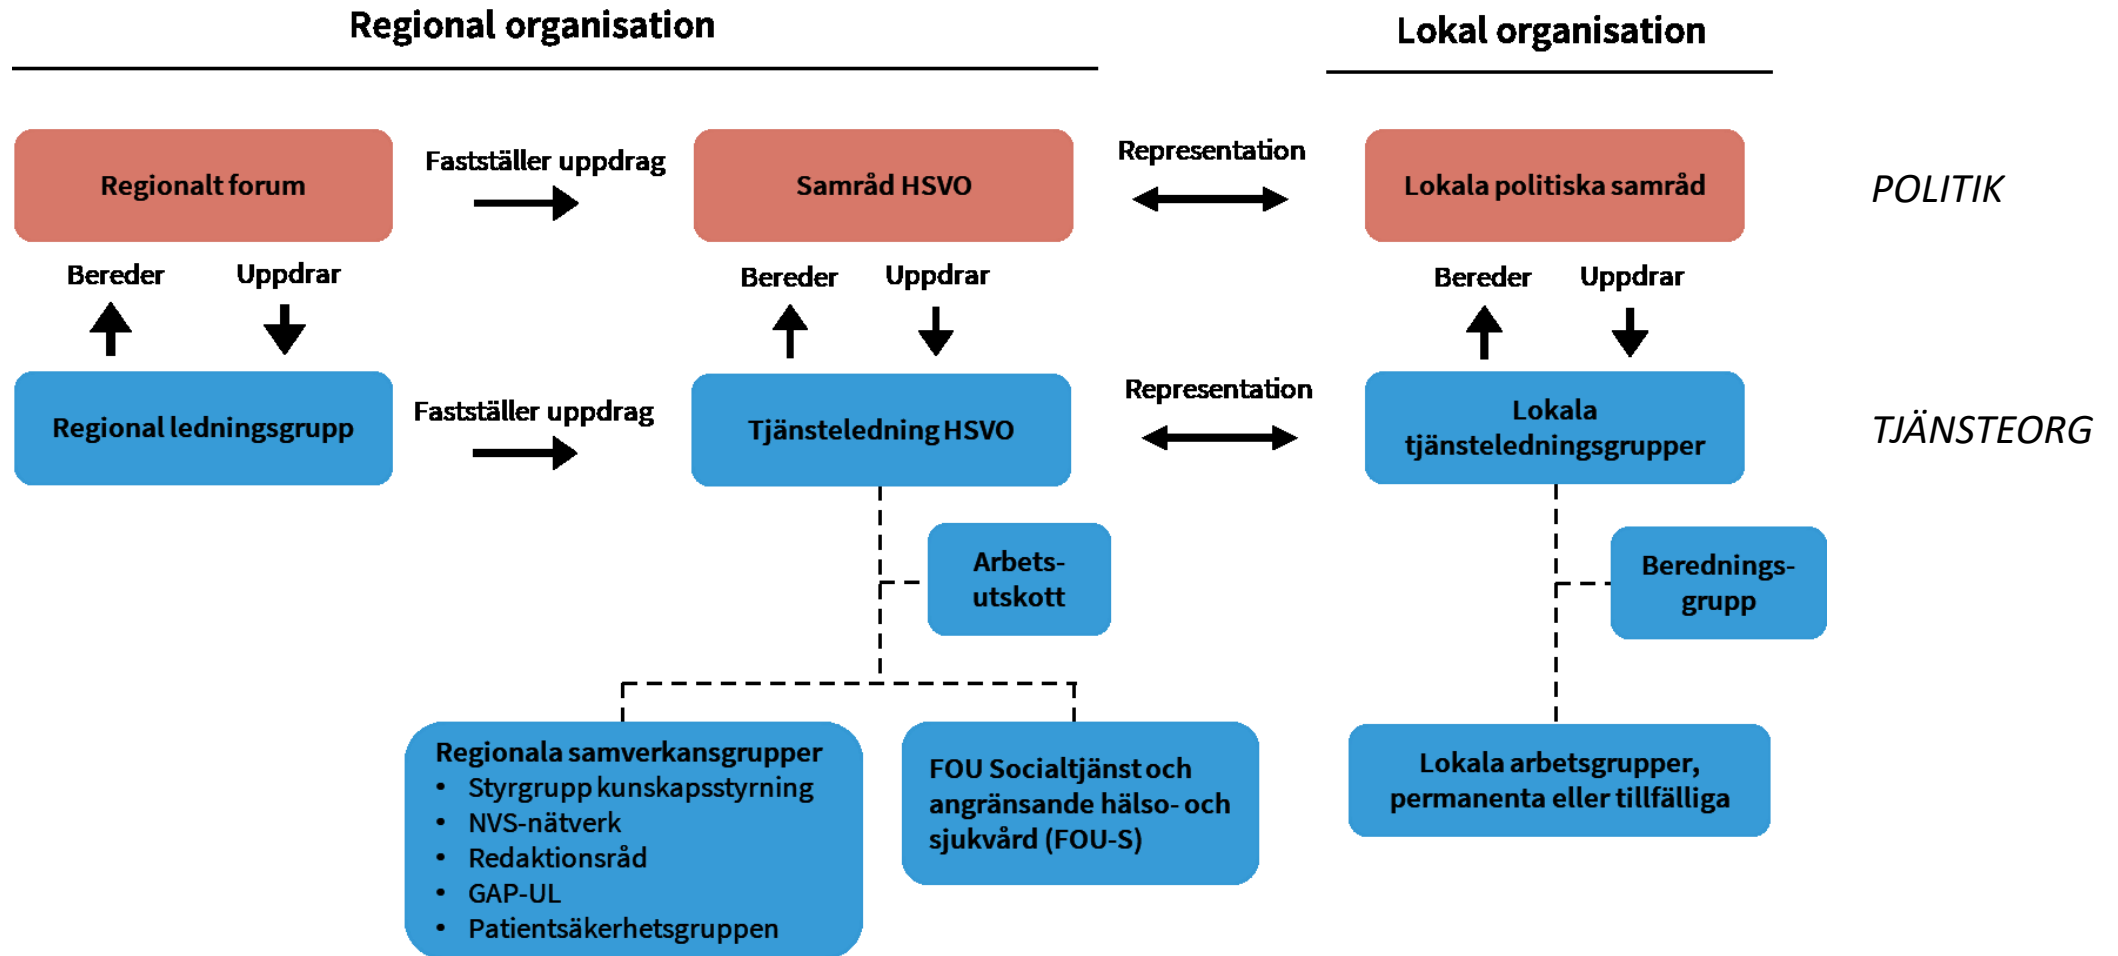 Regional organisation
Lokal organisation
Regionalt forum
Fastställer uppdrag
Samråd HSVO
Representation
Lokala politiska samråd
POLITIK
Bereder
Uppdrar
Bereder
Uppdrar
Bereder
Uppdrar
Regional ledningsgrupp
Fastställer uppdrag
Tjänsteledning HSVO
Representation
Lokala
tjänsteledningsgrupper
TJÄNSTEORG
Arbets-
utskott
Berednings-
grupp
Regionala samverkansgrupper
• Styrgrupp kunskapsstyrning
• NVS-nätverk
• Redaktionsråd
• GAP-UL
• Patientsäkerhetsgruppen
FOU Socialtjänst och
angränsande hälso- och
sjukvård (FOU-S)
Lokala arbetsgrupper,
permanenta eller tillfälliga